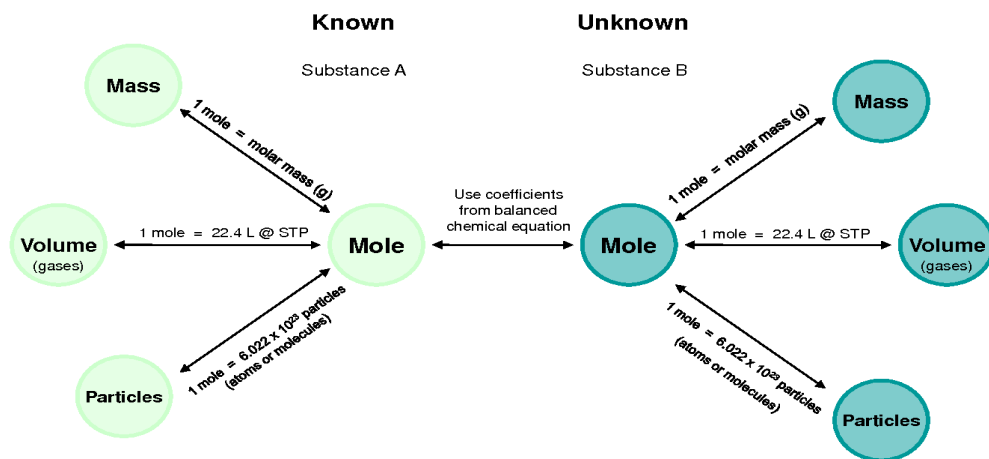 Known
Unknown
Substance A
Substance B
Mass
Mass
1 mole = molar mass (g)
1 mole = molar mass (g)
Use coefficients
from balanced
chemical equation
Volume
(gases)
1 mole = 22.4 L @ STP
Mole
Mole
1 mole = 22.4 L @ STP
Volume
(gases)
1 mole = 6.022 x 10²³ particles
(atoms or molecules)
1 mole = 6.022 x 10²³ particles
(atoms or molecules)
Particles
Particles